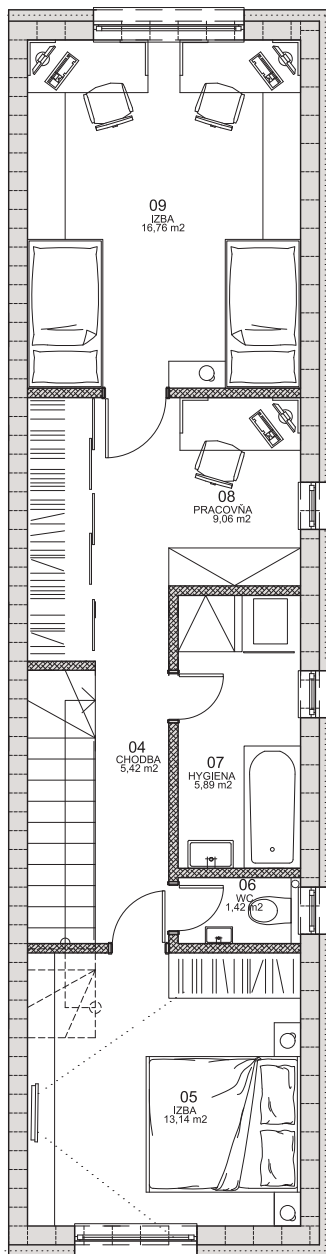 09
IZBA
16,76 m2
08
PRACOVŇA
9,06 m2
04
CHODBA
5,42 m2
07
HYGIENA
5,89 m2
06
WC
1,42 m2
05
IZBA
13,14 m2